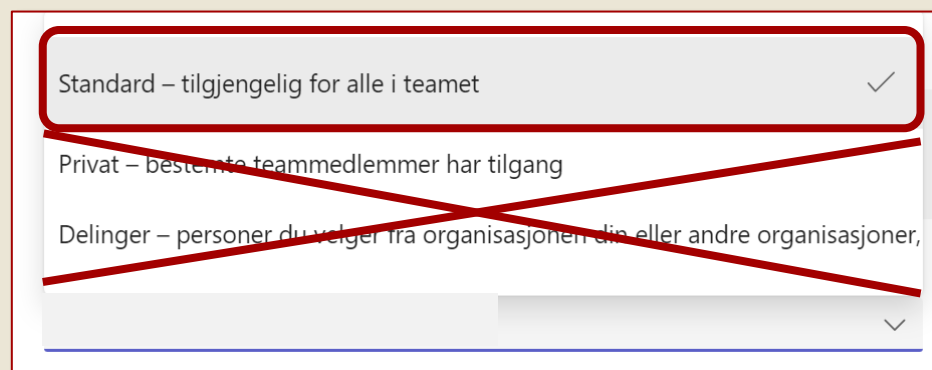 Standard – tilgjengelig for alle i teamet
Privat – bestemte teammedlemmer har tilgang
Delinger – personer du velger fra organisasjonen din eller andre organisasjoner,